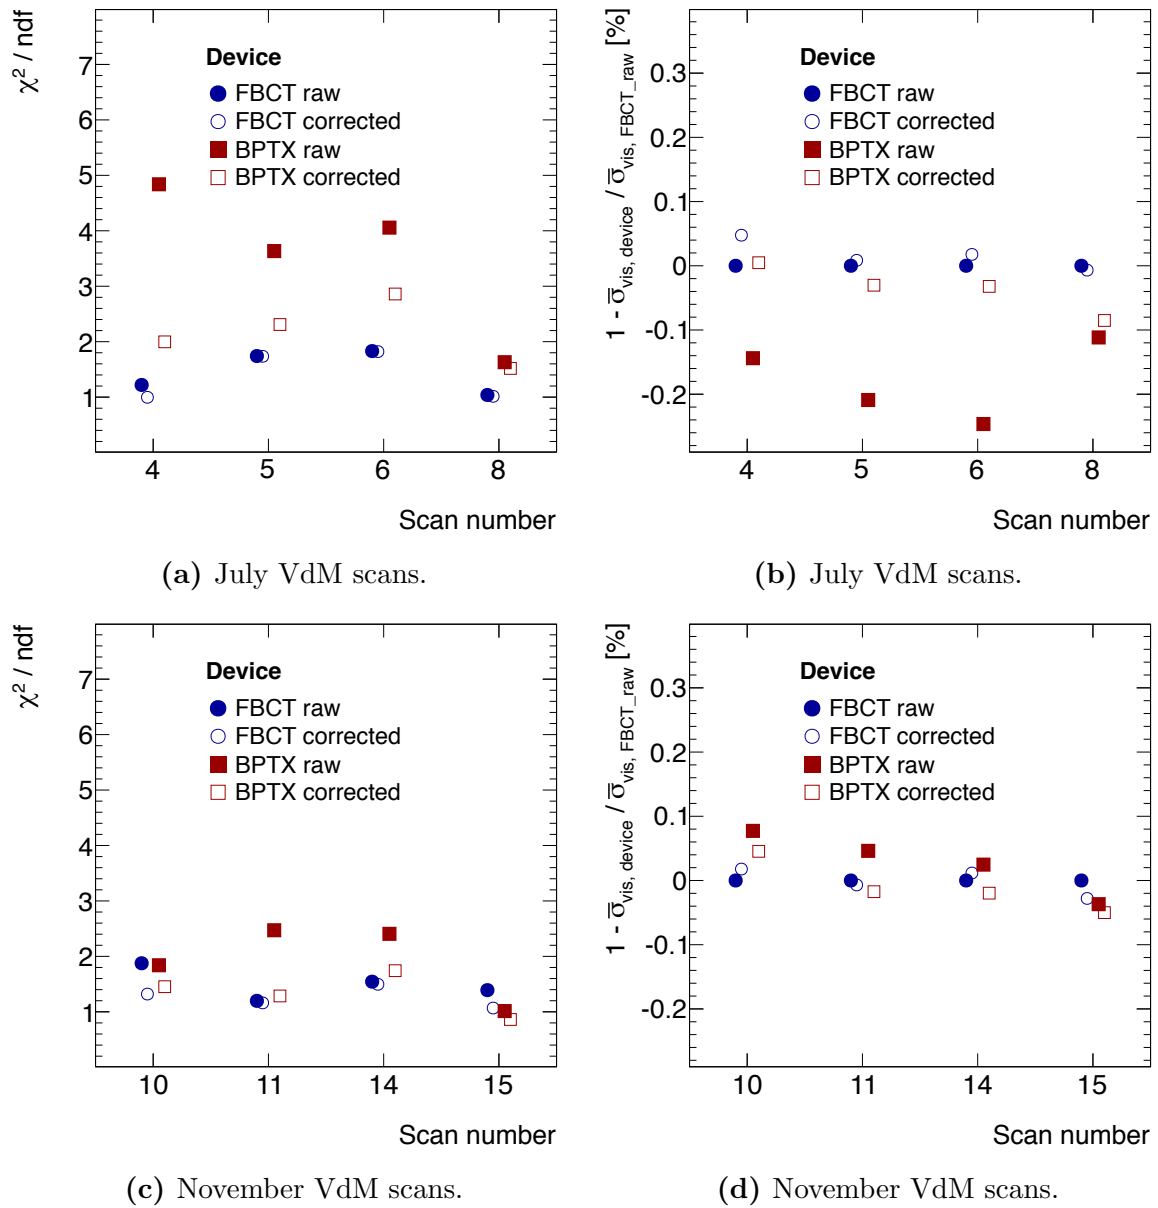 χ² / ndf
7
6
5
4
3
2
1
Device
FBCT raw
FBCT corrected
BPTX raw
BPTX corrected
4 5 6 8
Scan number
(a) July VdM scans.
1 - σ̅vis, device / σ̅vis, FBCT_raw [%]
0.3
0.2
0.1
0
-0.1
-0.2
Device
FBCT raw
FBCT corrected
BPTX raw
BPTX corrected
4 5 6 8
Scan number
(b) July VdM scans.
χ² / ndf
7
6
5
4
3
2
1
Device
FBCT raw
FBCT corrected
BPTX raw
BPTX corrected
10 11 14 15
Scan number
(c) November VdM scans.
1 - σ̅vis, device / σ̅vis, FBCT_raw [%]
0.3
0.2
0.1
0
-0.1
-0.2
Device
FBCT raw
FBCT corrected
BPTX raw
BPTX corrected
10 11 14 15
Scan number
(d) November VdM scans.